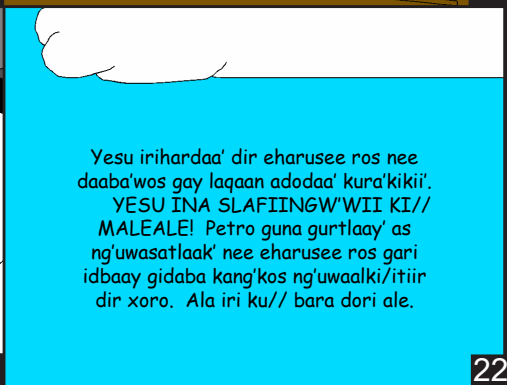 Yesu irihardaa' dir eharusee ros nee
daaba'wos gay laqaan adodaa' kura'kikii'.
YESU INA SLAFIINGW'WII KI//
MALEALE! Petro guna gurtlaay' as
ng'uwasatlaak' nee eharusee ros gari
idbaay gidaba kang'kos ng'uwaalki/itiir
dir xoro. Ala iri ku// bara dori ale.
22